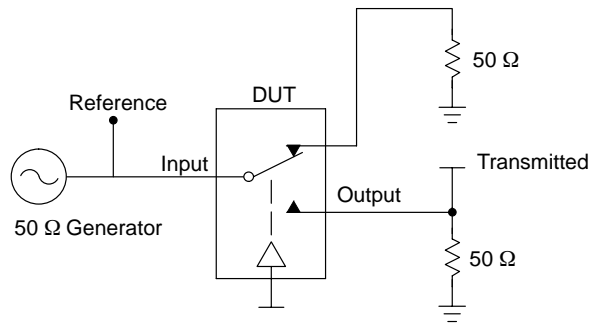 50 Ω
DUT
Reference
Input
Transmitted
Output
50 Ω Generator
50 Ω